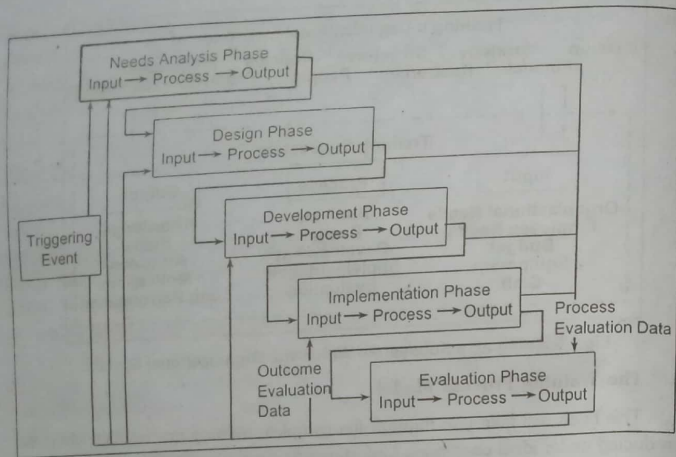 Needs Analysis Phase
Input → Process → Output
Design Phase
Input → Process → Output
Development Phase
Input → Process → Output
Triggering
Event
Implementation Phase
Input → Process → Output
Process
Evaluation Data
Outcome
Evaluation
Data
Evaluation Phase
Input → Process → Output